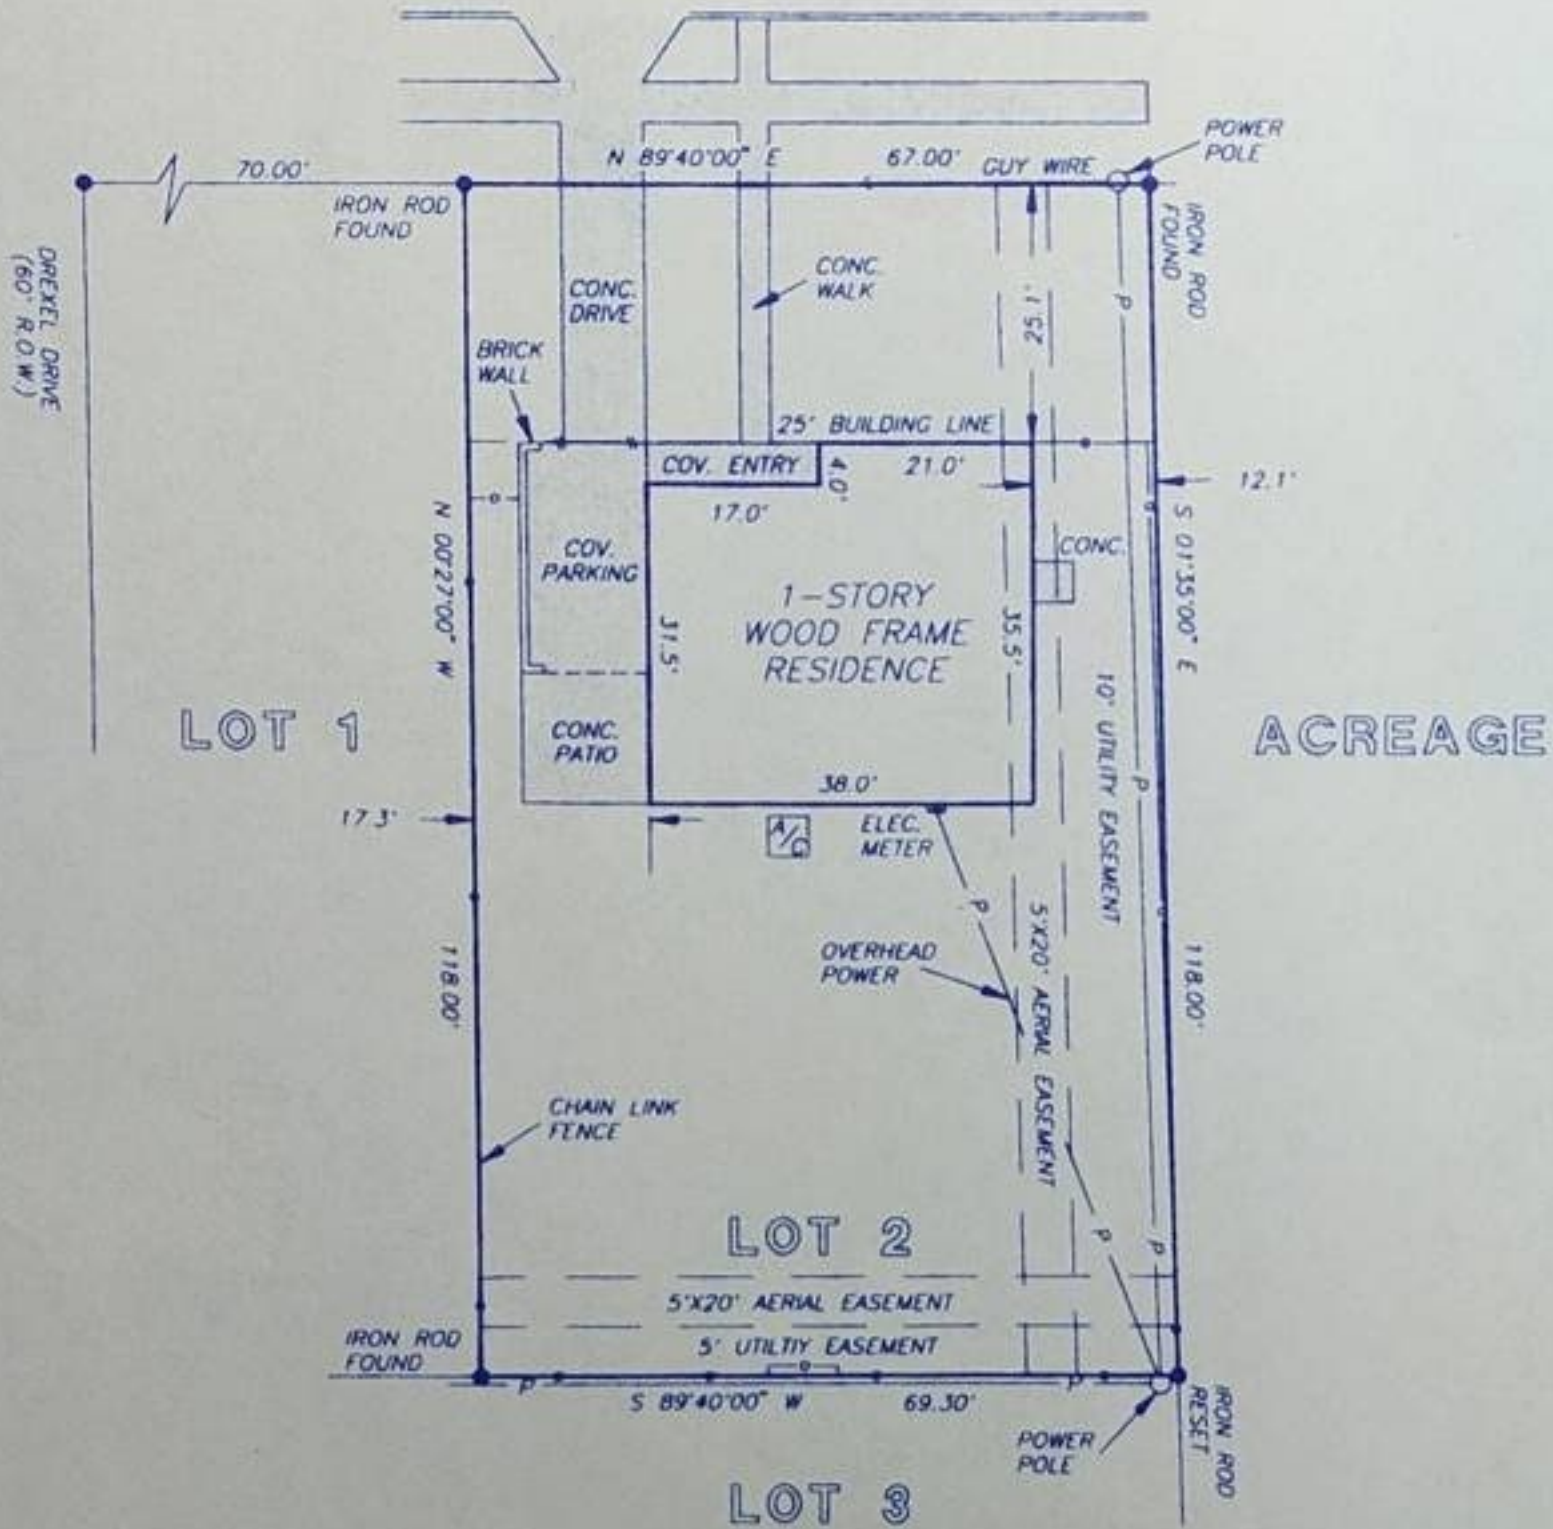 70.00'
N 89°40'00" E
67.00'
GUY WIRE
POWER
POLE
IRON ROD
FOUND
IRON ROD
FOUND
DREXEL DRIVE
(60' R.O.W.)
CONC.
DRIVE
CONC.
WALK
25.1'
BRICK
WALL
25' BUILDING LINE
COV. ENTRY
4.0'
21.0'
12.1'
17.0'
N 00°27'00" W
S 01°35'00" E
COV.
PARKING
CONC.
1-STORY
WOOD FRAME
RESIDENCE
31.5'
35.5'
10' UTILITY EASEMENT
LOT 1
ACREAGE
CONC.
PATIO
38.0'
17.3'
A/C
ELEC.
METER
P
P
P
5'X20' AERIAL EASEMENT
OVERHEAD
POWER
118.00'
118.00'
CHAIN LINK
FENCE
LOT 2
P
P
5'X20' AERIAL EASEMENT
5' UTILTIY EASEMENT
IRON ROD
FOUND
P
P
S 89°40'00" W
69.30'
IRON ROD
RESET
POWER
POLE
LOT 3